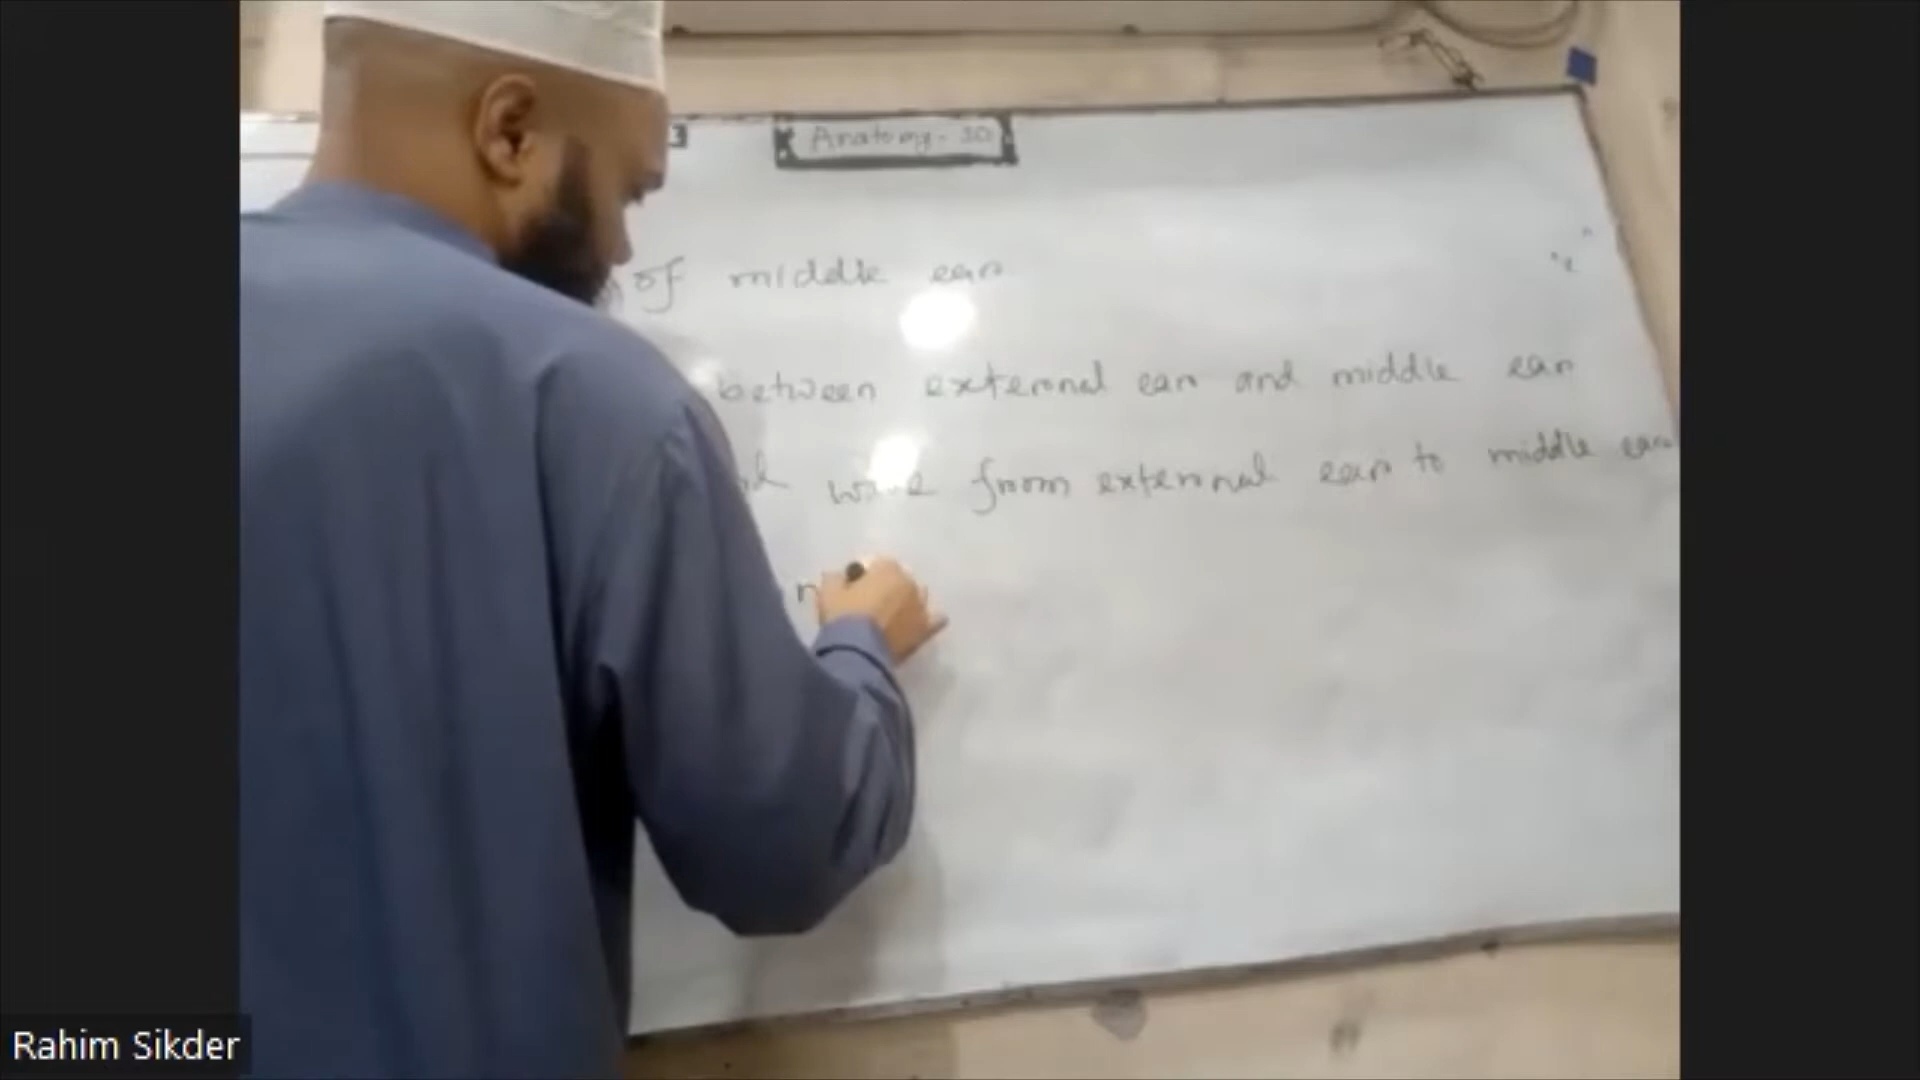 Anatomy - 30
of middle ear
between external ear and middle ear
wave from external ear to middle ear
Rahim Sikder